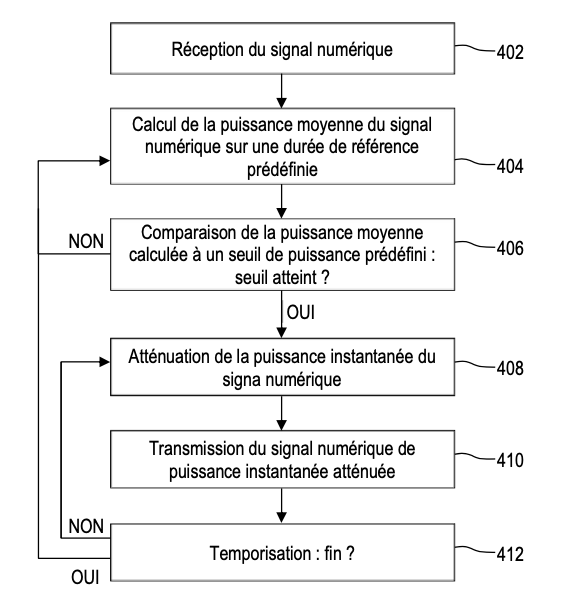 Réception du signal numérique
402
Calcul de la puissance moyenne du signal
numérique sur une durée de référence
prédéfinie
404
NON
Comparaison de la puissance moyenne
calculée à un seuil de puissance prédéfini :
seuil atteint ?
406
OUI
Atténuation de la puissance instantanée du
signa numérique
408
Transmission du signal numérique de
puissance instantanée atténuée
410
NON
Temporisation : fin ?
412
OUI